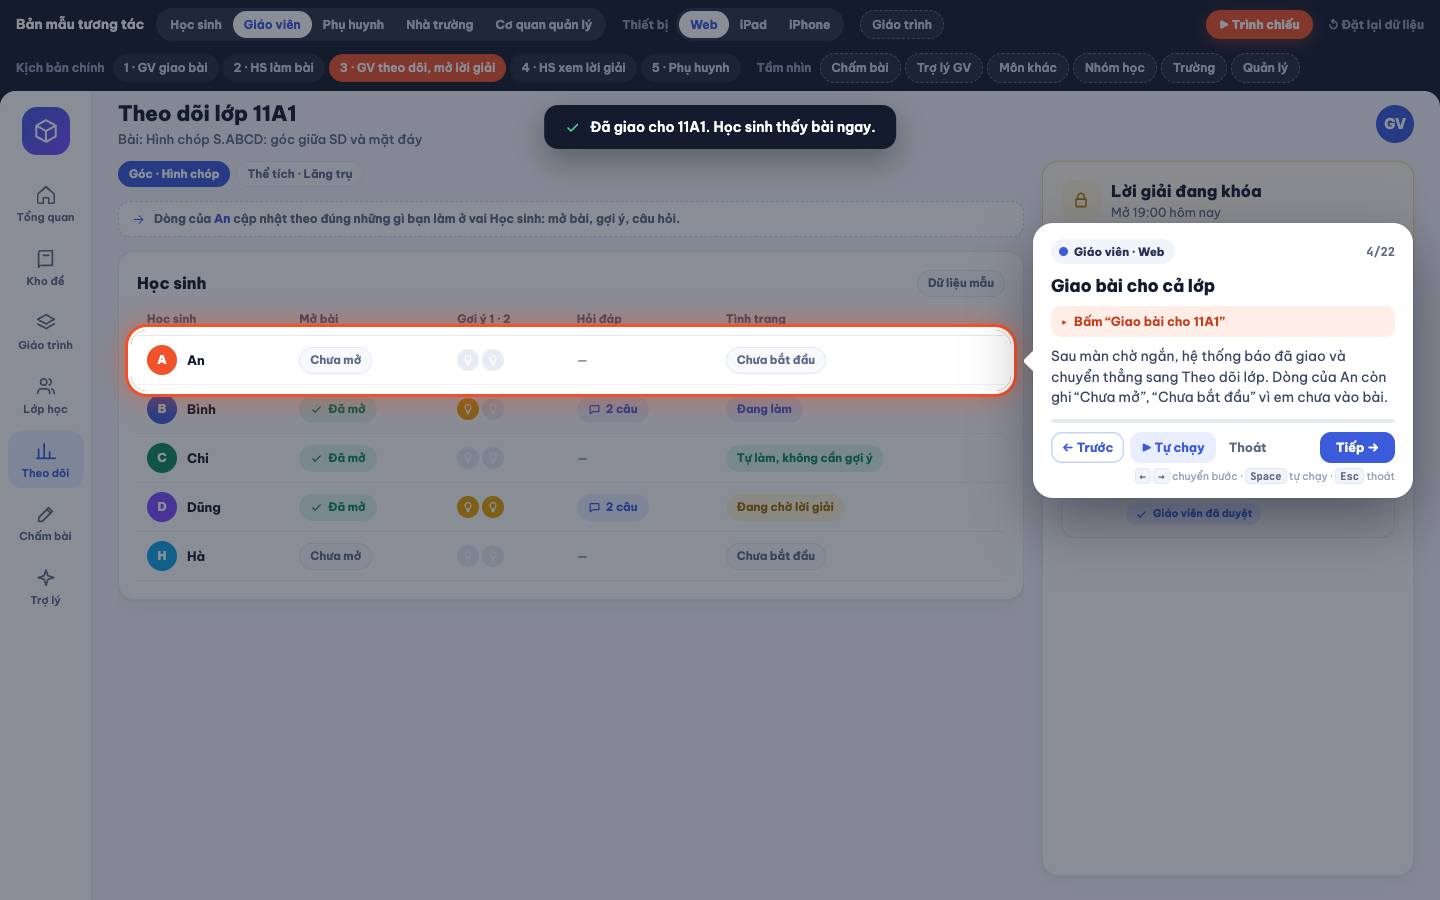 Bản mẫu tương tác
Học sinh Giáo viên Phụ huynh Nhà trường Cơ quan quản lý
Thiết bị Web iPad iPhone
Giáo trình
Trình chiếu
Đặt lại dữ liệu
Kịch bản chính
1 · GV giao bài
2 · HS làm bài
3 · GV theo dõi, mở lời giải
4 · HS xem lời giải
5 · Phụ huynh
Tầm nhìn
Chấm bài
Trợ lý GV
Môn khác
Nhóm học
Trường
Quản lý
Tổng quan
Kho đề
Giáo trình
Lớp học
Theo dõi
Chấm bài
Trợ lý
Theo dõi lớp 11A1
Bài: Hình chóp S.ABCD: góc giữa SD và mặt đáy
Đã giao cho 11A1. Học sinh thấy bài ngay.
GV
Góc · Hình chóp
Thể tích · Lăng trụ
→ Dòng của An cập nhật theo đúng những gì bạn làm ở vai Học sinh: mở bài, gợi ý, câu hỏi.
Học sinh
Dữ liệu mẫu
Học sinh Mở bài Gợi ý 1 · 2 Hỏi đáp Tình trạng
A An Chưa mở — Chưa bắt đầu
B Bình Đã mở 2 câu Đang làm
C Chi Đã mở — Tự làm, không cần gợi ý
D Dũng Đã mở 2 câu Đang chờ lời giải
H Hà Chưa mở — Chưa bắt đầu
Lời giải đang khóa
Mở 19:00 hôm nay
Giáo viên · Web
4/22
Giao bài cho cả lớp
Bấm “Giao bài cho 11A1”
Sau màn chờ ngắn, hệ thống báo đã giao và
chuyển thẳng sang Theo dõi lớp. Dòng của An còn
ghi “Chưa mở”, “Chưa bắt đầu” vì em chưa vào bài.
← Trước
Tự chạy
Thoát
Tiếp →
← → chuyển bước · Space tự chạy · Esc thoát
Giáo viên đã duyệt